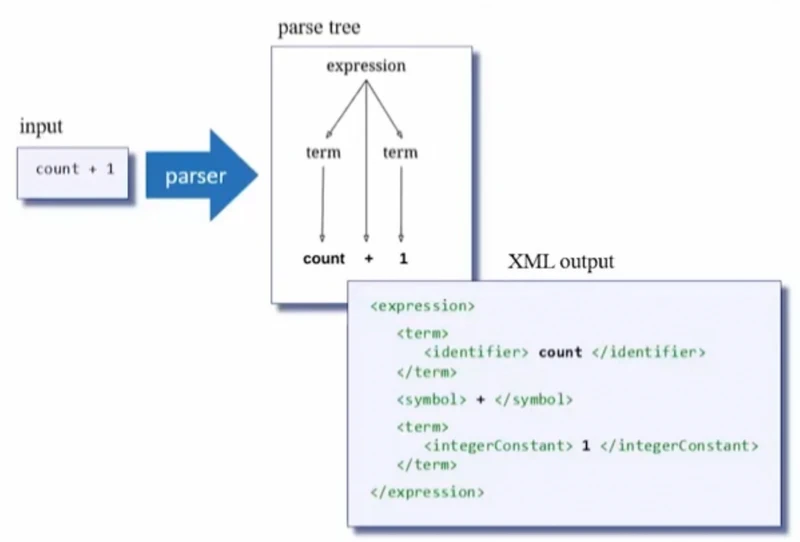 parse tree
expression
input
count + 1
parser
term term
count + 1
XML output
<expression>
<term>
<identifier> count </identifier>
</term>
<symbol> + </symbol>
<term>
<integerConstant> 1 </integerConstant>
</term>
</expression>